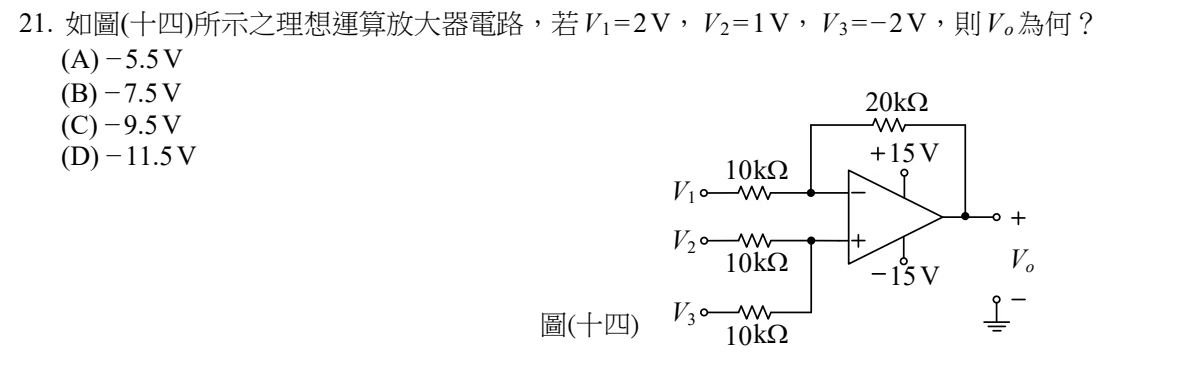 21. 如圖(十四)所示之理想運算放大器電路，若V₁=2V， V₂=1V， V₃=−2V，則Vₒ為何？
(A) −5.5V
(B) −7.5V
(C) −9.5V
(D) −11.5V
20kΩ
+15V
10kΩ
V₁
−
V₂
+
10kΩ
−15V
+
Vₒ
−
V₃
10kΩ
圖(十四)